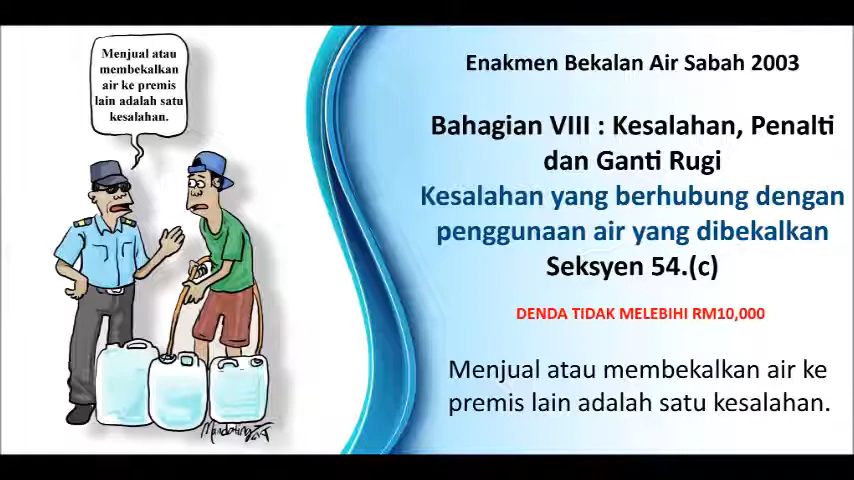 Menjual atau
membekalkan
air ke premis
lain adalah satu
kesalahan.
Enakmen Bekalan Air Sabah 2003
Bahagian VIII : Kesalahan, Penalti
dan Ganti Rugi
Kesalahan yang berhubung dengan
penggunaan air yang dibekalkan
Seksyen 54.(c)
DENDA TIDAK MELEBIHI RM10,000
Menjual atau membekalkan air ke
premis lain adalah satu kesalahan.